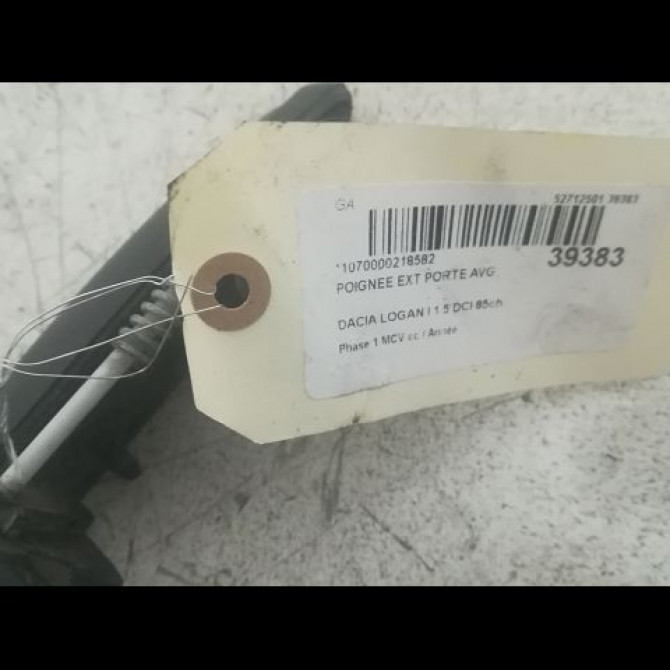 GA
52712501 39383
*1070000218582
39383
POIGNEE EXT PORTE AVG
DACIA LOGAN I 1.5 DCI 85ch
Phase 1 MCV cc / Année